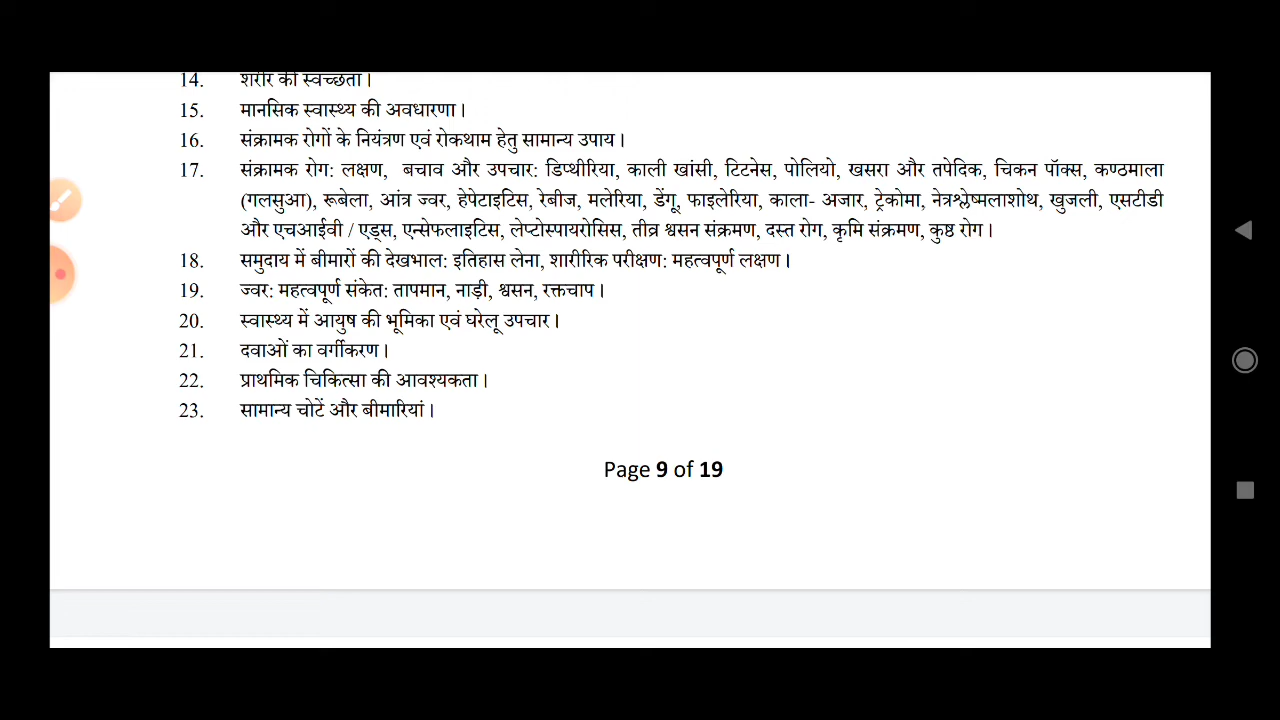 14. शरीर की स्वच्छता।
15. मानसिक स्वास्थ्य की अवधारणा।
16. संक्रामक रोगों के नियंत्रण एवं रोकथाम हेतु सामान्य उपाय।
17. संक्रामक रोग: लक्षण, बचाव और उपचार: डिप्थीरिया, काली खांसी, टिटनेस, पोलियो, खसरा और तपेदिक, चिकन पॉक्स, कण्ठमाला
(गलसुआ), रूबेला, आंत्र ज्वर, हेपेटाइटिस, रेबीज, मलेरिया, डेंगू, फाइलेरिया, काला- अजार, ट्रेकोमा, नेत्रश्लेष्मलाशोथ, खुजली, एसटीडी
और एचआईवी / एड्स, एन्सेफलाइटिस, लेप्टोस्पायरोसिस, तीव्र श्वसन संक्रमण, दस्त रोग, कृमि संक्रमण, कुष्ठ रोग।
18. समुदाय में बीमारों की देखभाल: इतिहास लेना, शारीरिक परीक्षण: महत्वपूर्ण लक्षण।
19. ज्वर: महत्वपूर्ण संकेत: तापमान, नाड़ी, श्वसन, रक्तचाप।
20. स्वास्थ्य में आयुष की भूमिका एवं घरेलू उपचार।
21. दवाओं का वर्गीकरण।
22. प्राथमिक चिकित्सा की आवश्यकता।
23. सामान्य चोटें और बीमारियां।
Page 9 of 19